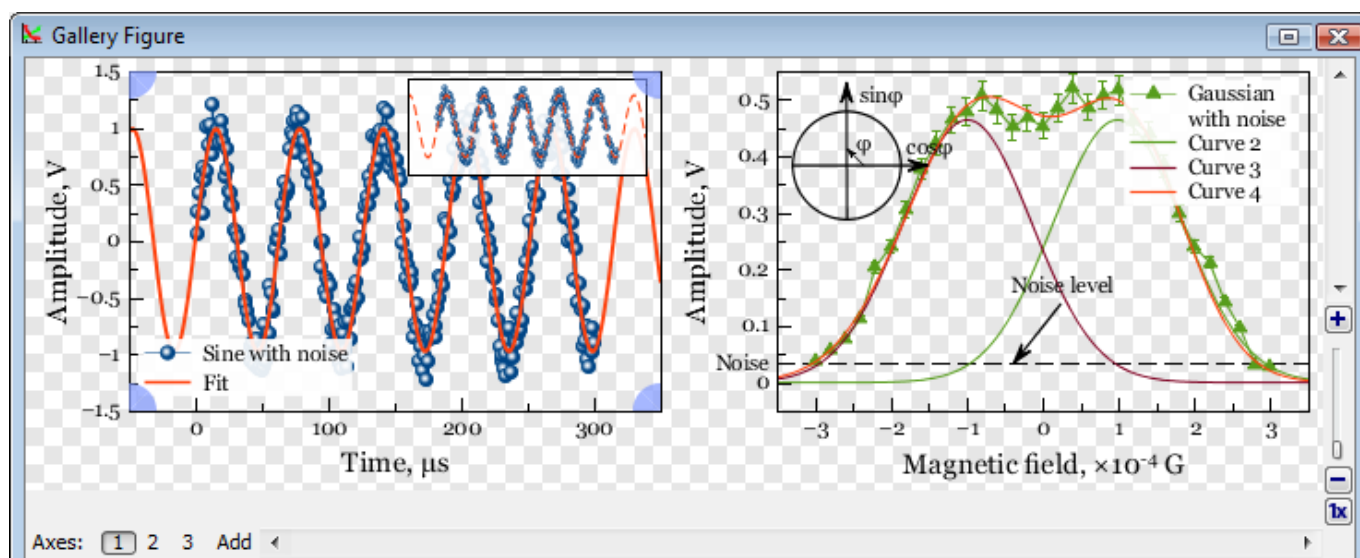 Gallery Figure
1.5
1
0.5
0
−0.5
−1
−1.5
Amplitude, V
Sine with noise
Fit
0
100
200
300
Time, μs
0.5
0.4
0.3
0.2
0.1
0
Noise
Amplitude, V
sinφ
cosφ
φ
Gaussian
with noise
Curve 2
Curve 3
Curve 4
Noise level
−3
−2
−1
0
1
2
3
Magnetic field, ×10⁻⁴ G
1x
Axes: 1 2 3 Add